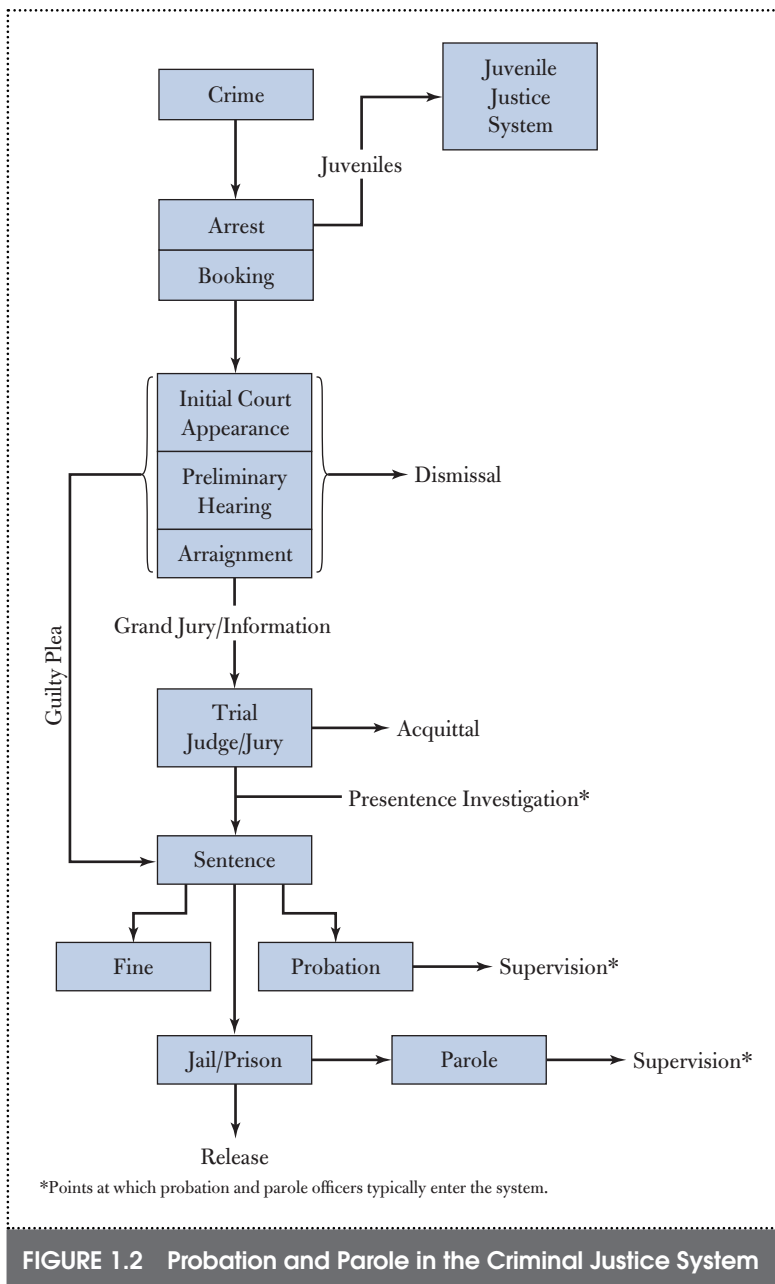 Crime
Juvenile
Justice
System
Juveniles
Arrest
Booking
Initial Court
Appearance
Preliminary
Hearing
Dismissal
Arraignment
Grand Jury/Information
Guilty Plea
Trial
Judge/Jury
Acquittal
Presentence Investigation*
Sentence
Fine
Probation
Supervision*
Jail/Prison
Parole
Supervision*
Release
*Points at which probation and parole officers typically enter the system.
FIGURE 1.2 Probation and Parole in the Criminal Justice System